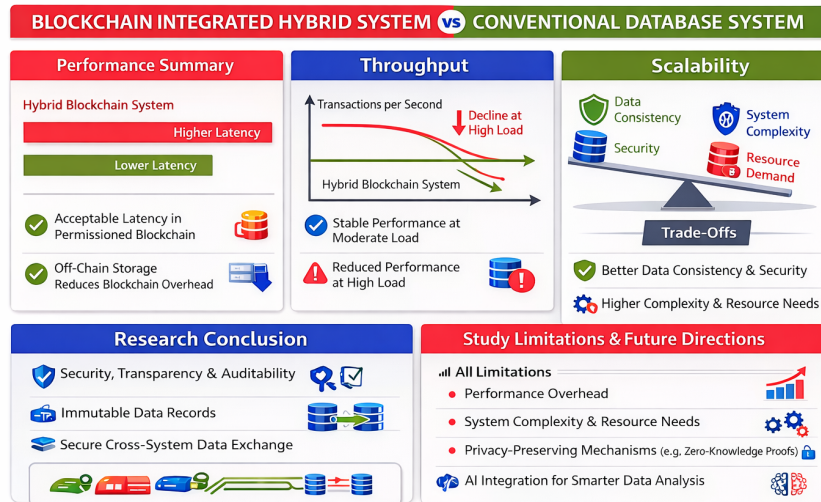 BLOCKCHAIN INTEGRATED HYBRID SYSTEM vs CONVENTIONAL DATABASE SYSTEM
Performance Summary
Hybrid Blockchain System
Higher Latency
Lower Latency
Acceptable Latency in
Permissioned Blockchain
Off-Chain Storage
Reduces Blockchain Overhead
Throughput
Transactions per Second
Decline at
High Load
Hybrid Blockchain System
Stable Performance at
Moderate Load
Reduced Performance
at High Load
Scalability
Data
Consistency
Security
System
Complexity
Resource
Demand
Trade-Offs
Better Data Consistency & Security
Higher Complexity & Resource Needs
Research Conclusion
Security, Transparency & Auditability
Immutable Data Records
Secure Cross-System Data Exchange
Study Limitations & Future Directions
All Limitations
• Performance Overhead
• System Complexity & Resource Needs
• Privacy-Preserving Mechanisms (e.g. Zero-Knowledge Proofs)
AI Integration for Smarter Data Analysis